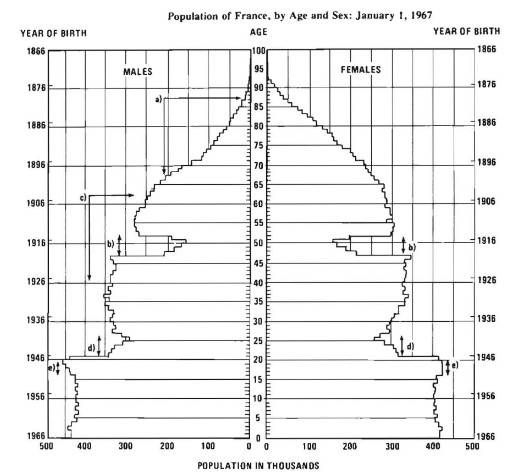 Population of France, by Age and Sex: January 1, 1967
YEAR OF BIRTH AGE YEAR OF BIRTH
1866 100 1866
MALES FEMALES
95
1876 90 1876
a)
85
1886 80 1886
75
1896 70 1896
65
c)
1906 60 1906
55
1916 50 1916
b) b)
45
1926 40 1926
35
1936 30 1936
d) d)
25
1946 20 1946
e) e)
15
1956 10 1956
5
1966 0 1966
500 400 300 200 100 0 0 100 200 300 400 500
POPULATION IN THOUSANDS